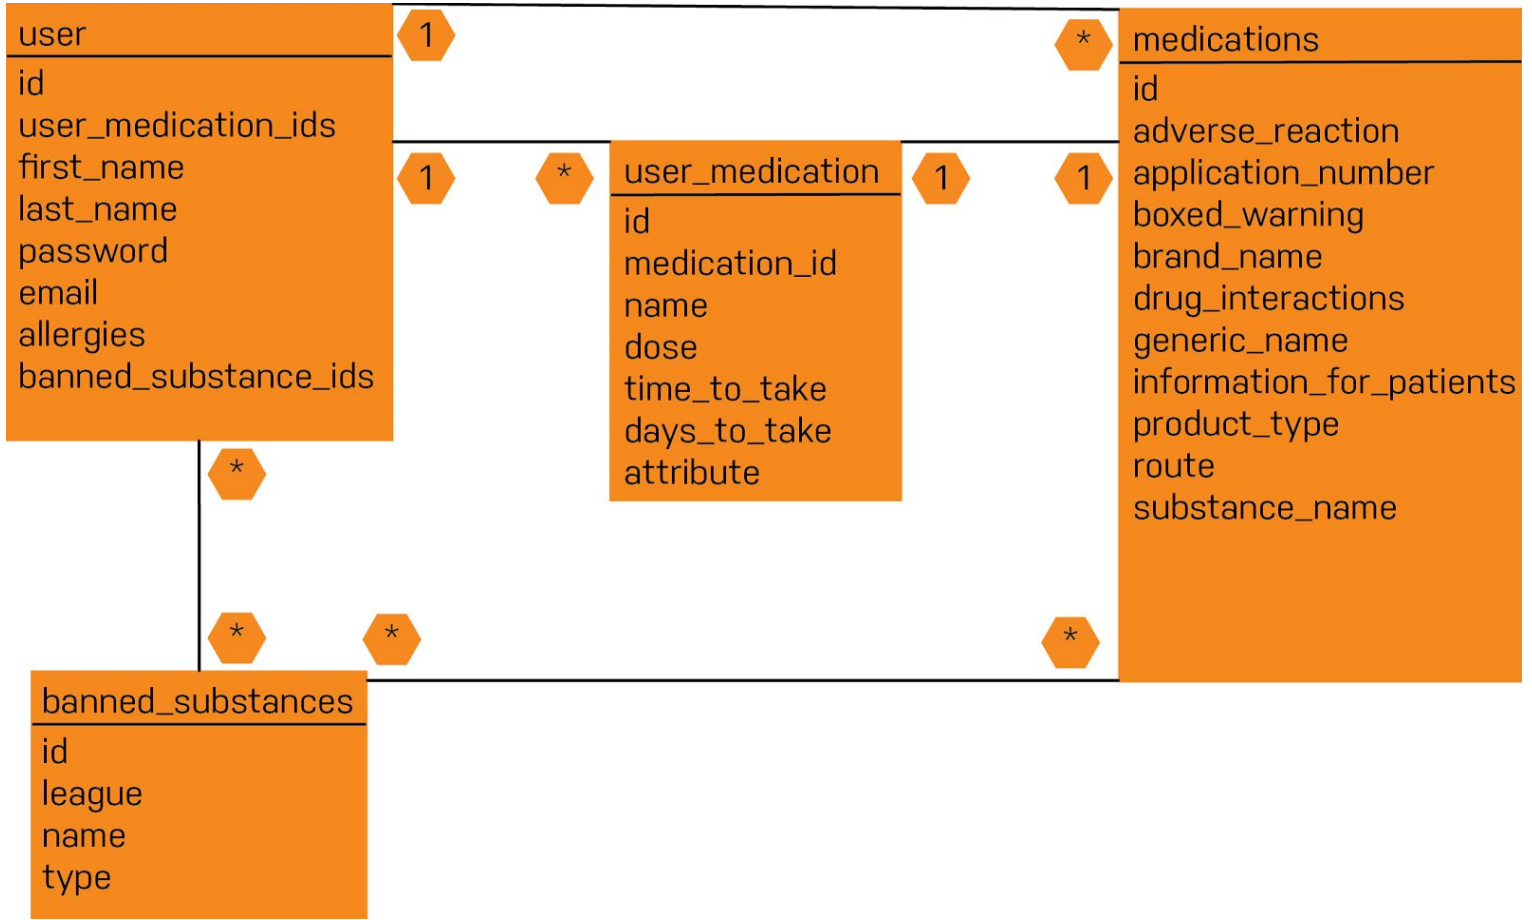 user
id
user_medication_ids
first_name
last_name
password
email
allergies
banned_substance_ids
1
*
medications
id
adverse_reaction
application_number
boxed_warning
brand_name
drug_interactions
generic_name
information_for_patients
product_type
route
substance_name
1
*
user_medication
id
medication_id
name
dose
time_to_take
days_to_take
attribute
1
1
*
*
*
*
banned_substances
id
league
name
type